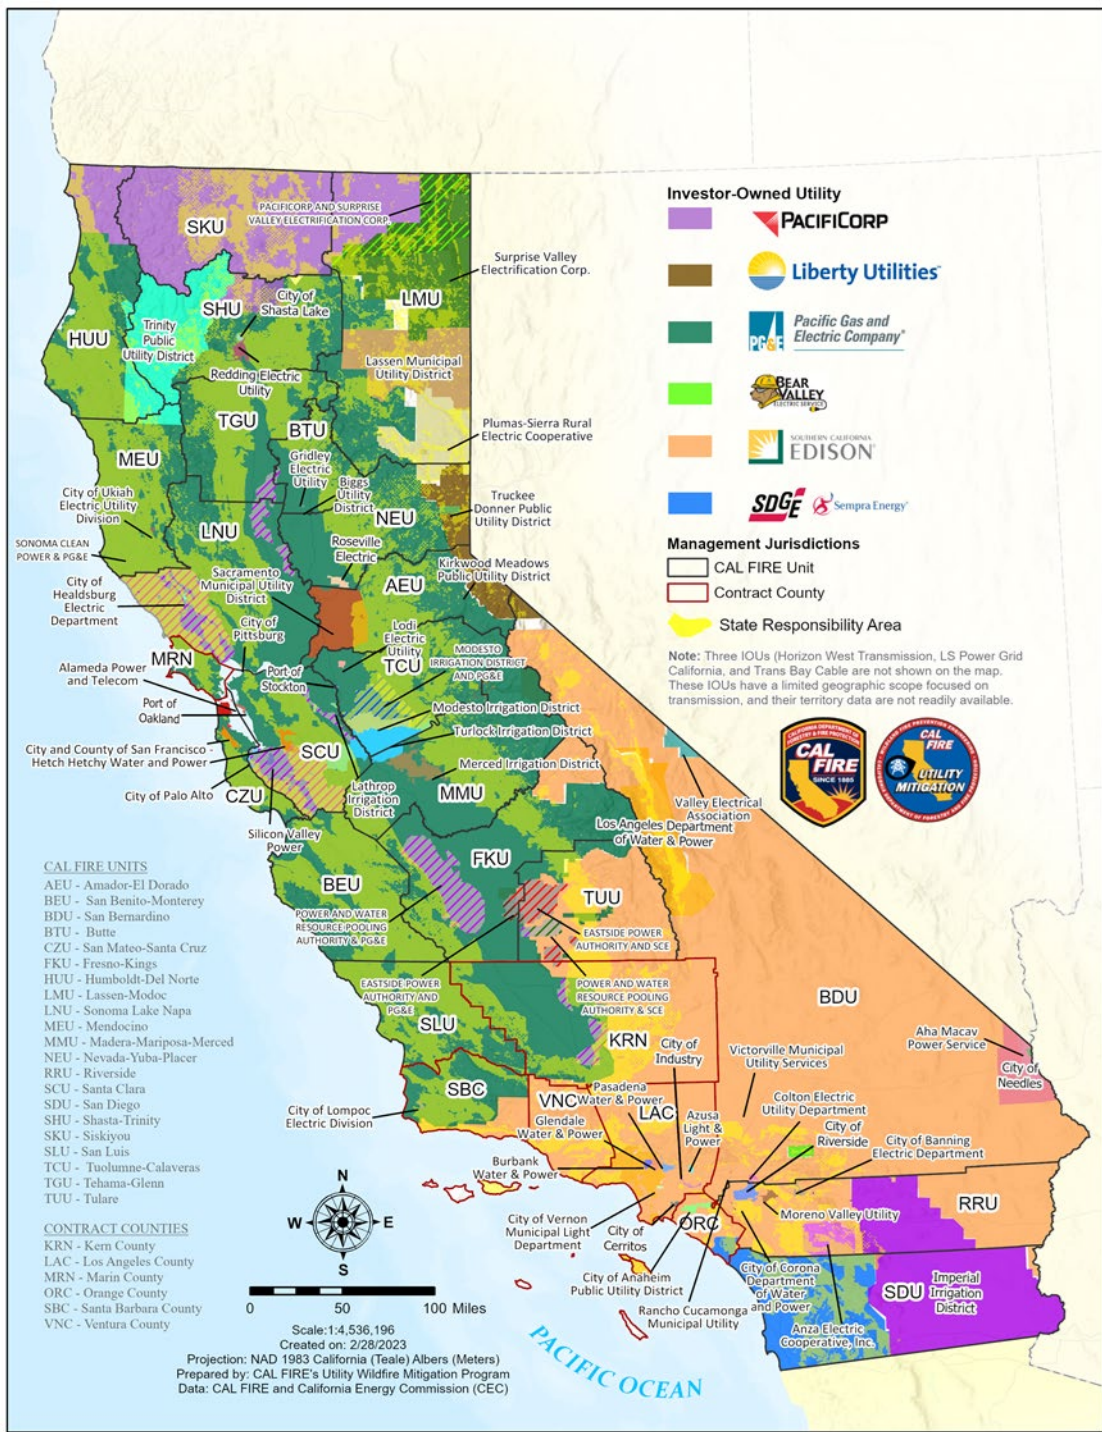 Investor-Owned Utility
PACIFICORP
Liberty Utilities
PG&E
Pacific Gas and
Electric Company®
BEAR
VALLEY
ELECTRIC SERVICE
SOUTHERN CALIFORNIA
EDISON®
SDGE
Sempra Energy
Management Jurisdictions
CAL FIRE Unit
Contract County
State Responsibility Area
Note: Three IOUs (Horizon West Transmission, LS Power Grid
California, and Trans Bay Cable are not shown on the map.
These IOUs have a limited geographic scope focused on
transmission, and their territory data are not readily available.
CALIFORNIA DEPARTMENT OF
FORESTRY & FIRE PROTECTION
CAL
FIRE
SINCE 1885
CAL
FIRE
UTILITY
MITIGATION
PACIFICORP AND SURPRISE
VALLEY ELECTRIFICATION CORP.
SKU
Surprise Valley
Electrification Corp.
LMU
SHU
City of
Shasta Lake
HUU
Trinity
Public
Utility District
Lassen Municipal
Utility District
Redding Electric
Utility
TGU
BTU
Plumas-Sierra Rural
Electric Cooperative
MEU
Gridley
Electric
Utility
Biggs
Utility
District
City of Ukiah
Electric Utility
Division
Truckee
Donner Public
Utility District
NEU
LNU
Roseville
Electric
SONOMA CLEAN
POWER & PG&E
Kirkwood Meadows
Public Utility District
Sacramento
Municipal Utility
District
AEU
City of
Healdsburg
Electric
Department
City of
Pittsburg
Lodi
Electric
Utility
MRN
TCU
MODESTO
IRRIGATION DISTRICT
AND PG&E
Alameda Power
and Telecom
Port of
Stockton
Port of
Oakland
Modesto Irrigation District
Turlock Irrigation District
City and County of San Francisco -
Hetch Hetchy Water and Power
SCU
Merced Irrigation District
City of Palo Alto
CZU
Lathrop
Irrigation
District
MMU
Valley Electrical
Association
Silicon Valley
Power
Los Angeles Department
of Water & Power
FKU
BEU
TUU
POWER AND WATER
RESOURCE POOLING
AUTHORITY & PG&E
EASTSIDE POWER
AUTHORITY AND SCE
EASTSIDE POWER
AUTHORITY AND
PG&E
POWER AND WATER
RESOURCE POOLING
AUTHORITY & SCE
BDU
SLU
KRN
Aha Macav
Power Service
City of
Needles
City of
Industry
Victorville Municipal
Utility Services
SBC
VNC
Pasadena
Water & Power
LAC
Colton Electric
Utility Department
City of Lompoc
Electric Division
Glendale
Water & Power
Azusa
Light &
Power
City of
Riverside
City of Banning
Electric Department
Burbank
Water & Power
RRU
Moreno Valley Utility
City of Vernon
Municipal Light
Department
City of
Cerritos
ORC
City of Anaheim
Public Utility District
City of Corona
Department
of Water
and Power
SDU
Imperial
Irrigation
District
Rancho Cucamonga
Municipal Utility
Anza Electric
Cooperative, Inc.
PACIFIC OCEAN
CAL FIRE UNITS
AEU - Amador-El Dorado
BEU - San Benito-Monterey
BDU - San Bernardino
BTU - Butte
CZU - San Mateo-Santa Cruz
FKU - Fresno-Kings
HUU - Humboldt-Del Norte
LMU - Lassen-Modoc
LNU - Sonoma Lake Napa
MEU - Mendocino
MMU - Madera-Mariposa-Merced
NEU - Nevada-Yuba-Placer
RRU - Riverside
SCU - Santa Clara
SDU - San Diego
SHU - Shasta-Trinity
SKU - Siskiyou
SLU - San Luis
TCU - Tuolumne-Calaveras
TGU - Tehama-Glenn
TUU - Tulare
CONTRACT COUNTIES
KRN - Kern County
LAC - Los Angeles County
MRN - Marin County
ORC - Orange County
SBC - Santa Barbara County
VNC - Ventura County
N
W E
S
0 50 100 Miles
Scale:1:4,536,196
Created on: 2/28/2023
Projection: NAD 1983 California (Teale) Albers (Meters)
Prepared by: CAL FIRE's Utility Wildfire Mitigation Program
Data: CAL FIRE and California Energy Commission (CEC)